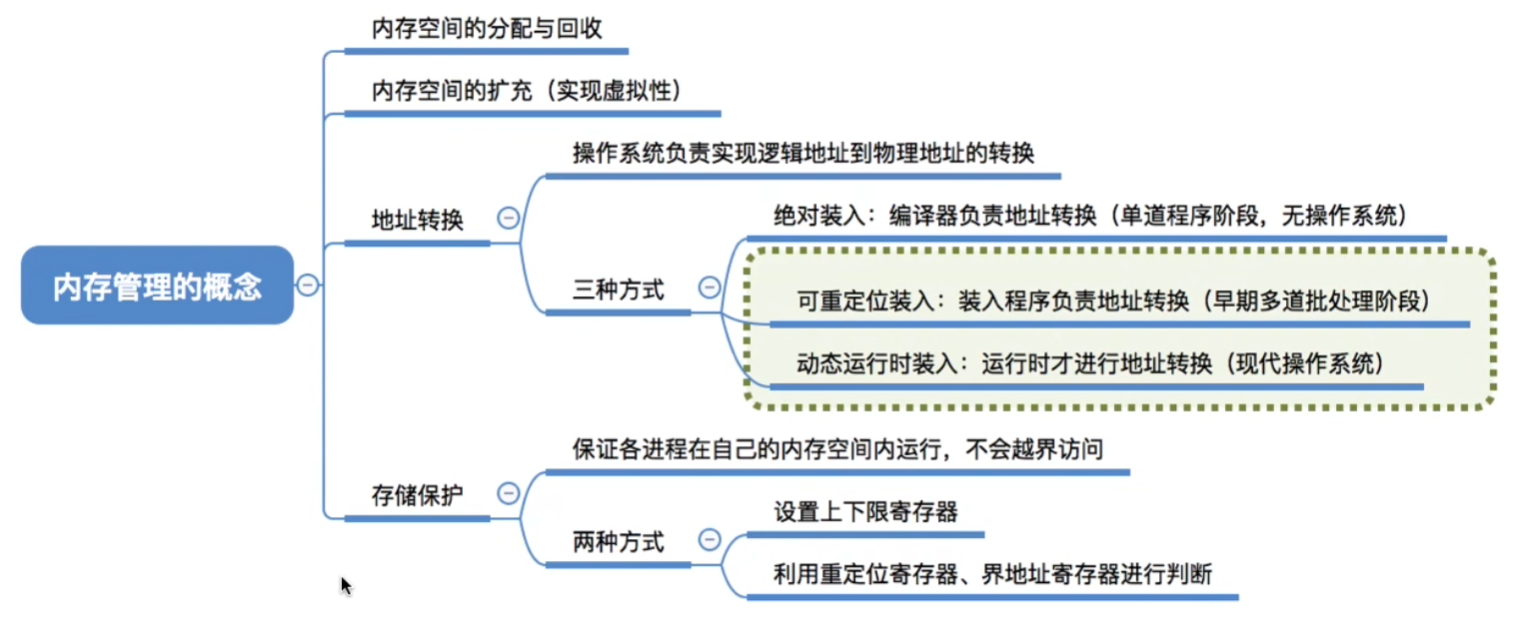 内存空间的分配与回收
内存空间的扩充（实现虚拟性）
操作系统负责实现逻辑地址到物理地址的转换
地址转换
绝对装入：编译器负责地址转换（单道程序阶段，无操作系统）
三种方式
可重定位装入：装入程序负责地址转换（早期多道批处理阶段）
动态运行时装入：运行时才进行地址转换（现代操作系统）
内存管理的概念
保证各进程在自己的内存空间内运行，不会越界访问
存储保护
设置上下限寄存器
两种方式
利用重定位寄存器、界地址寄存器进行判断